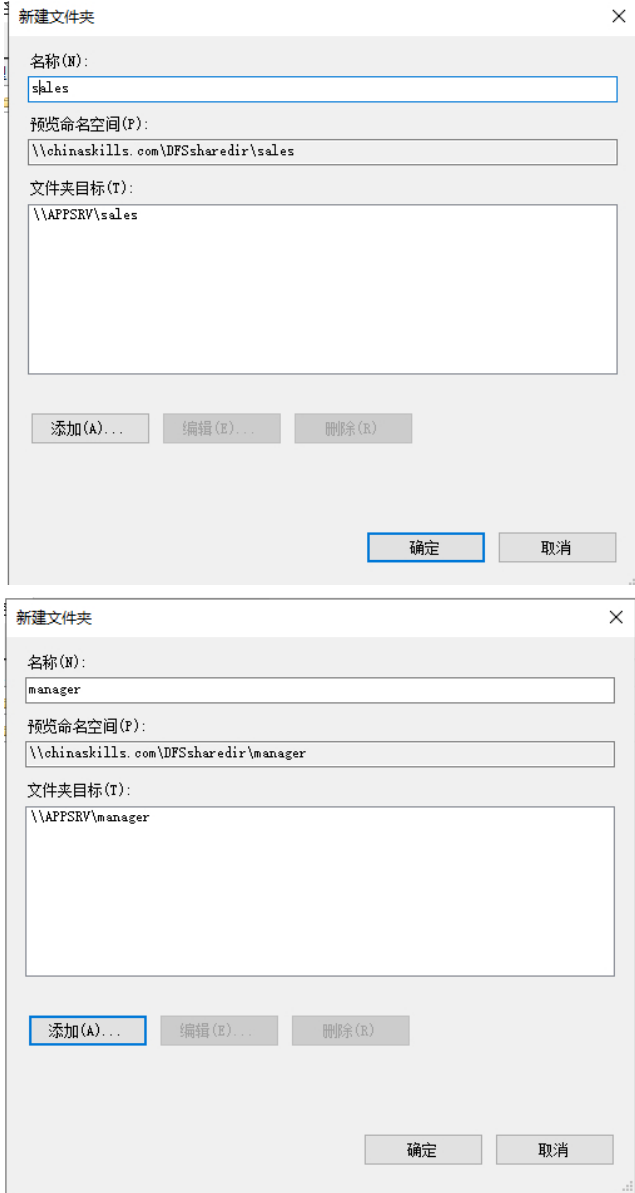 新建文件夹
名称(N):
sales
预览命名空间(P):
\\chinaskills.com\DFSsharedir\sales
文件夹目标(T):
\\APPSRV\sales
添加(A)... 编辑(E)... 删除(R)
确定 取消
新建文件夹
名称(N):
manager
预览命名空间(P):
\\chinaskills.com\DFSsharedir\manager
文件夹目标(T):
\\APPSRV\manager
添加(A)... 编辑(E)... 删除(R)
确定 取消